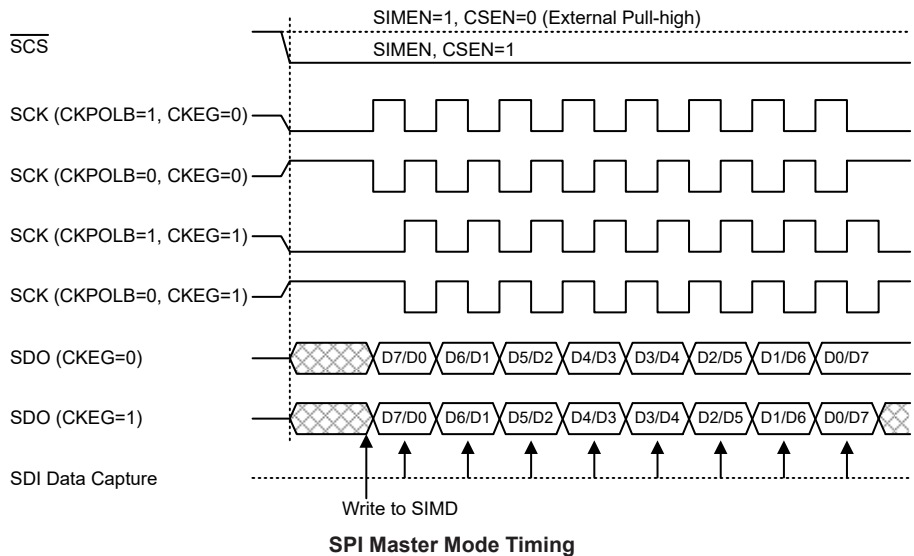 SIMEN=1, CSEN=0 (External Pull-high)
SCS
SIMEN, CSEN=1
SCK (CKPOLB=1, CKEG=0)
SCK (CKPOLB=0, CKEG=0)
SCK (CKPOLB=1, CKEG=1)
SCK (CKPOLB=0, CKEG=1)
SDO (CKEG=0) D7/D0 D6/D1 D5/D2 D4/D3 D3/D4 D2/D5 D1/D6 D0/D7
SDO (CKEG=1) D7/D0 D6/D1 D5/D2 D4/D3 D3/D4 D2/D5 D1/D6 D0/D7
SDI Data Capture
Write to SIMD
SPI Master Mode Timing